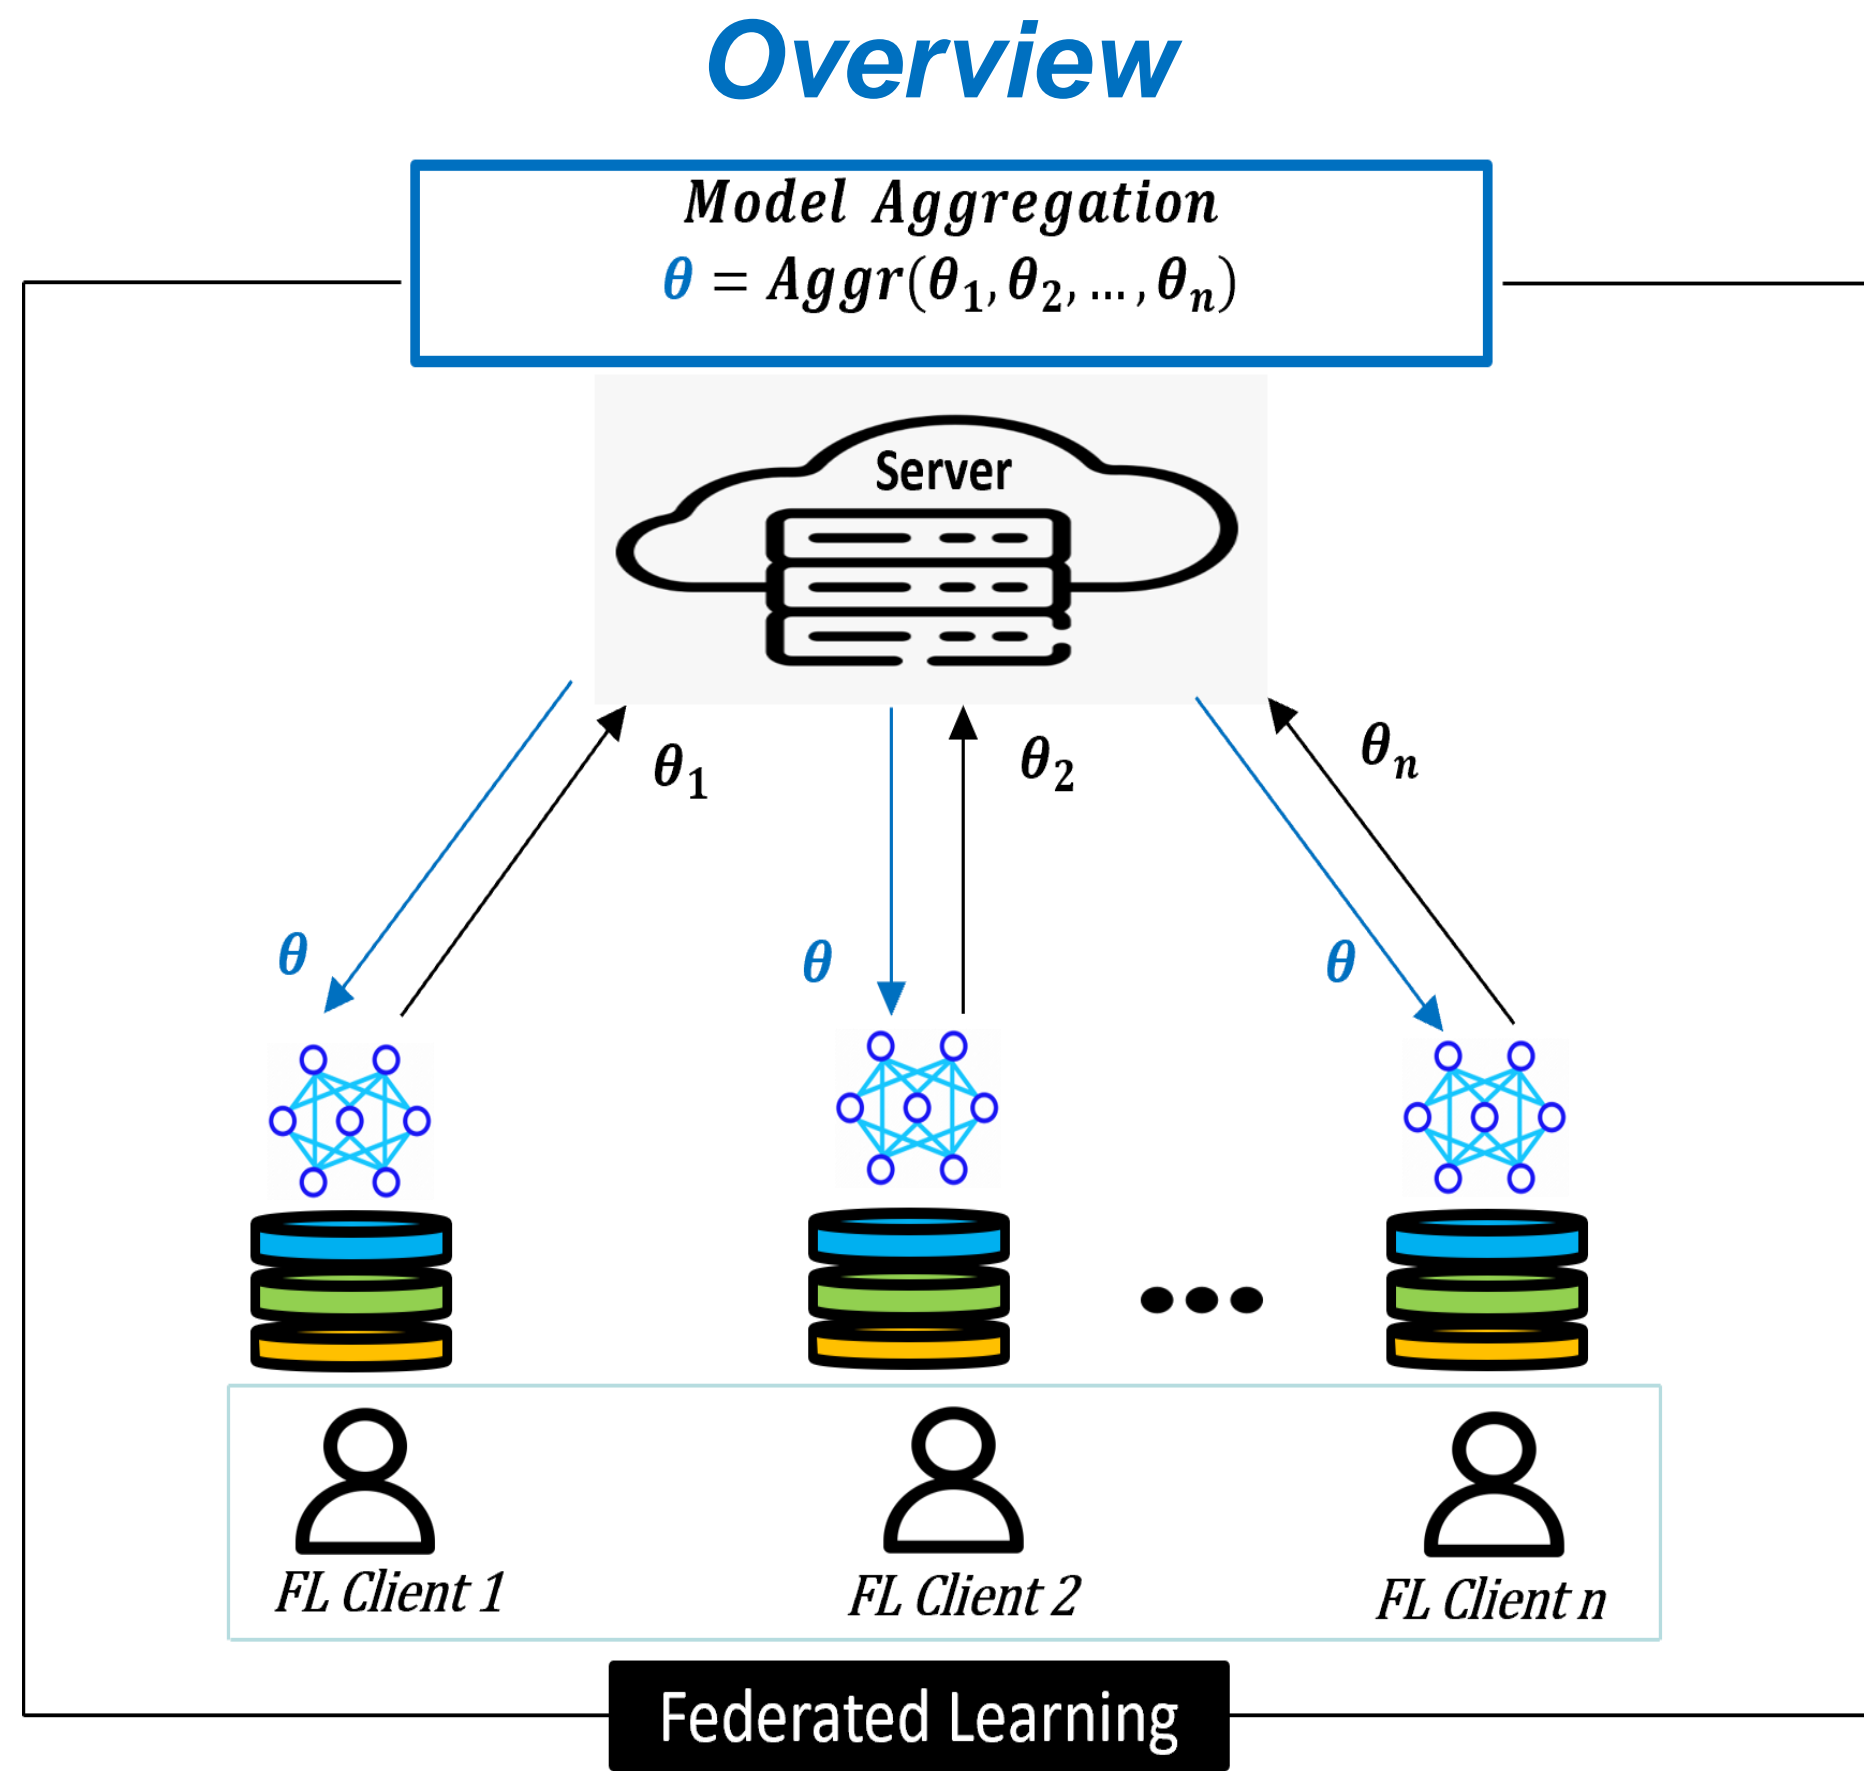 Overview
Model Aggregation
θ = Aggr(θ₁, θ₂, … , θₙ)
Server
θ₁
θ₂
θₙ
θ
θ
θ
FL Client 1
FL Client 2
FL Client n
Federated Learning